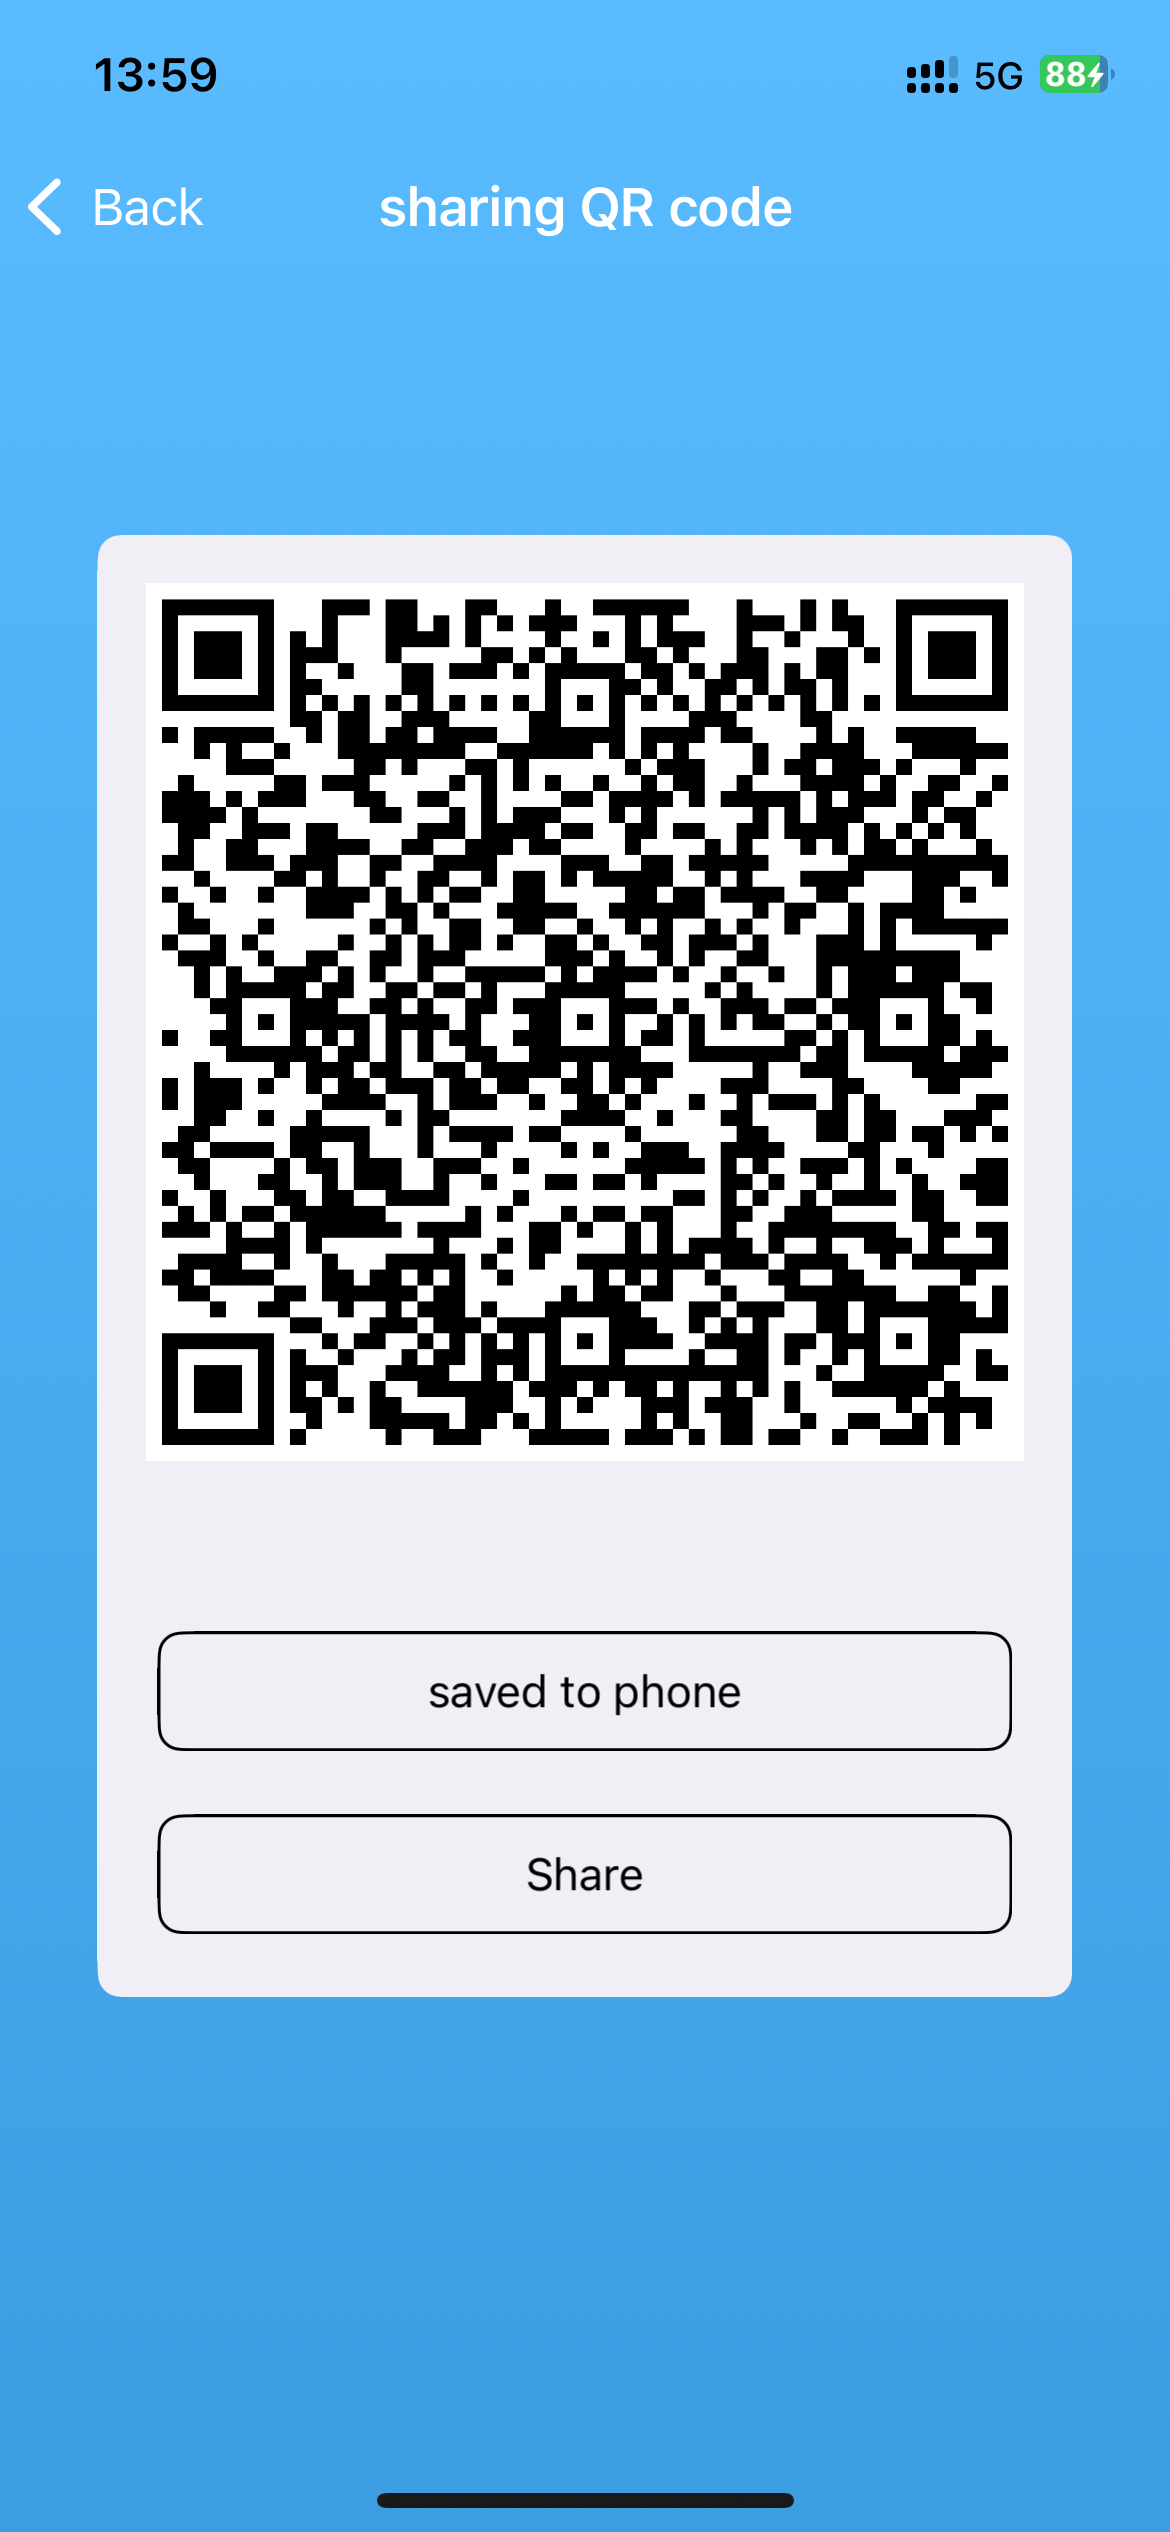 13:59 5G 88
Back sharing QR code
saved to phone
Share